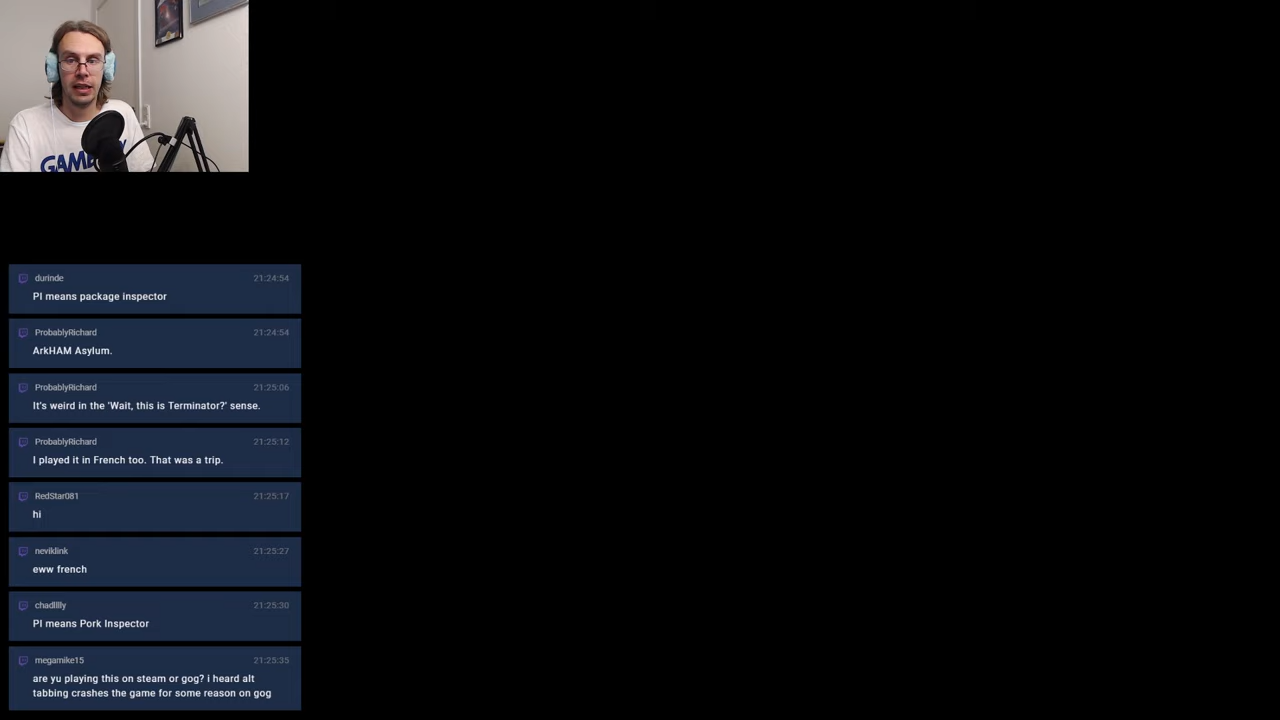 GAME
durinde 21:24:54
PI means package inspector
ProbablyRichard 21:24:54
ArkHAM Asylum.
ProbablyRichard 21:25:06
It's weird in the 'Wait, this is Terminator?' sense.
ProbablyRichard 21:25:12
I played it in French too. That was a trip.
RedStar081 21:25:17
hi
neviklink 21:25:27
eww french
chadlilly 21:25:30
PI means Pork Inspector
megamike15 21:25:35
are yu playing this on steam or gog? i heard alt
tabbing crashes the game for some reason on gog